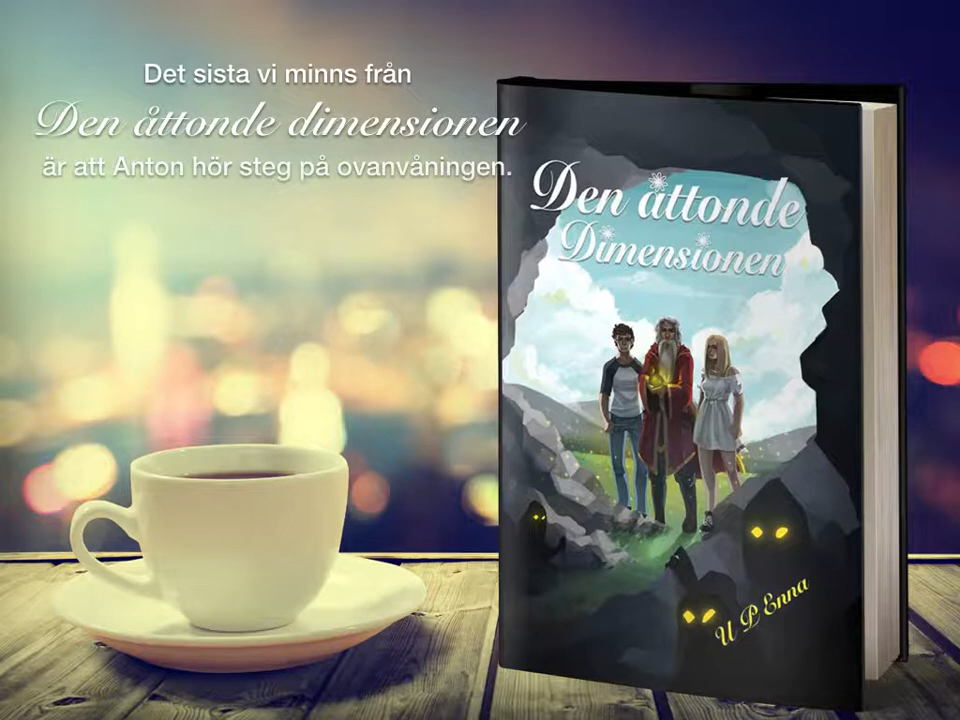 Det sista vi minns från
Den åttonde dimensionen
är att Anton hör steg på ovanvåningen.
Den åttonde
Dimensionen
U P Enna